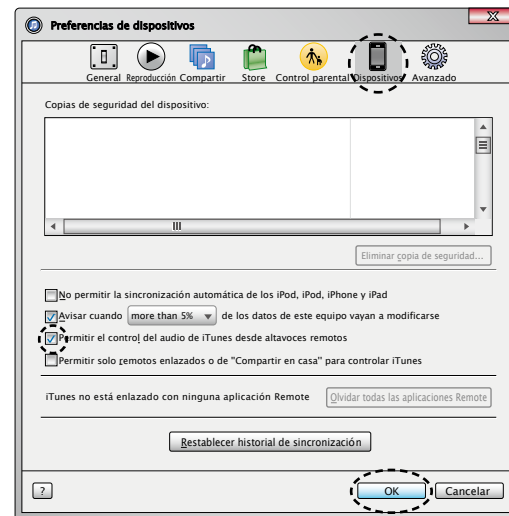 Preferencias de dispositivos
General Reproducción Compartir Store Control parental Dispositivos Avanzado
Copias de seguridad del dispositivo:
Eliminar copia de seguridad...
No permitir la sincronización automática de los iPod, iPod, iPhone y iPad
Avisar cuando more than 5% de los datos de este equipo vayan a modificarse
Permitir el control del audio de iTunes desde altavoces remotos
Permitir solo remotos enlazados o de "Compartir en casa" para controlar iTunes
iTunes no está enlazado con ninguna aplicación Remote Olvidar todas las aplicaciones Remote
Restablecer historial de sincronización
? OK Cancelar